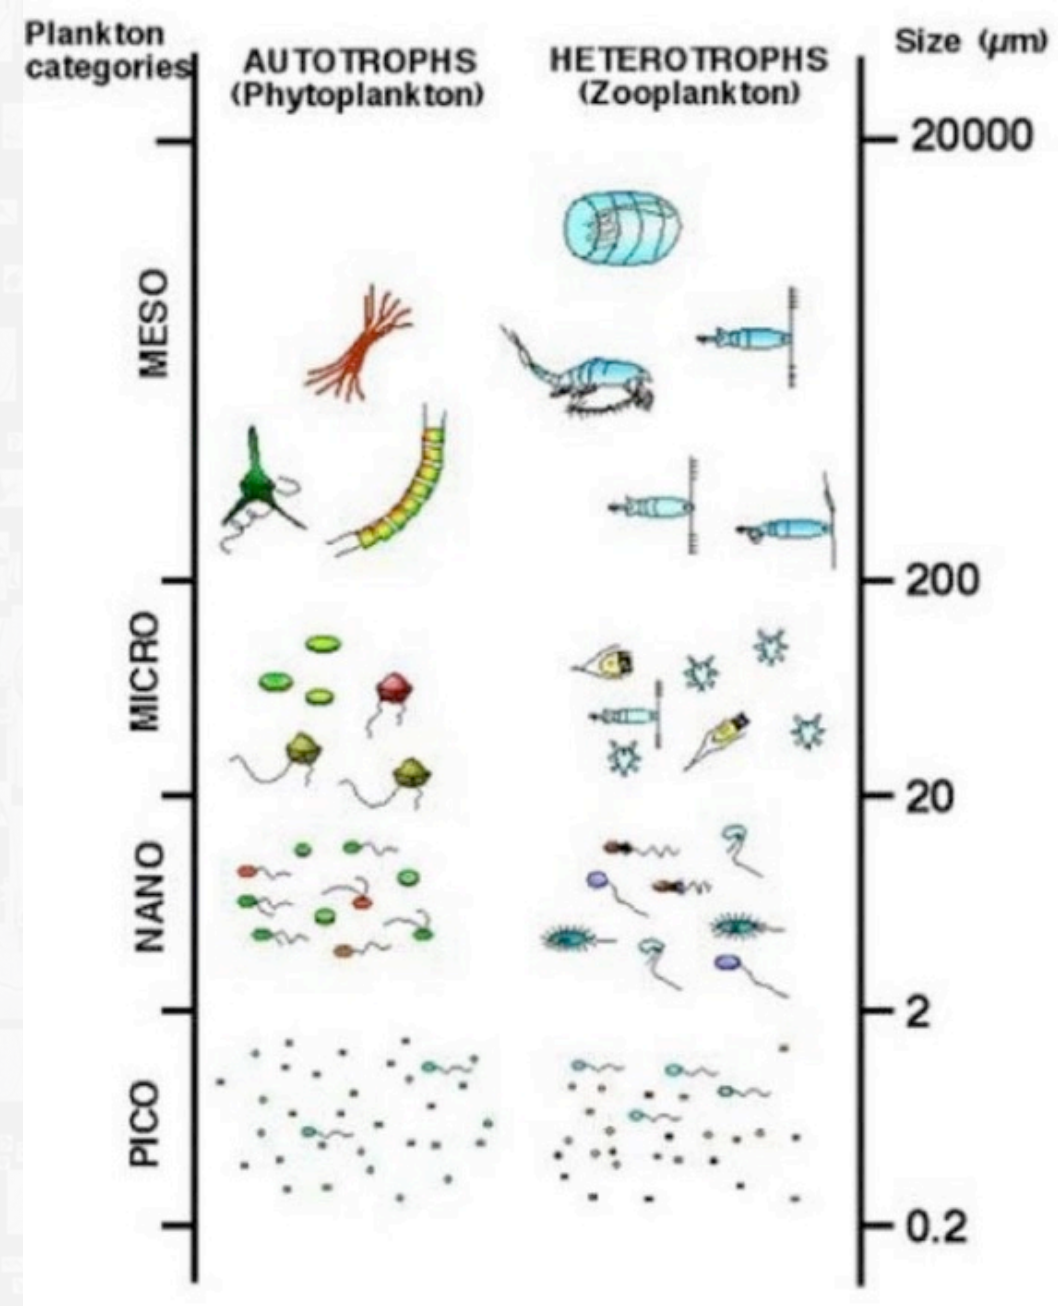 Plankton
categories
AUTOTROPHS
(Phytoplankton)
HETEROTROPHS
(Zooplankton)
Size (µm)
20000
MESO
200
MICRO
20
NANO
2
PICO
0.2